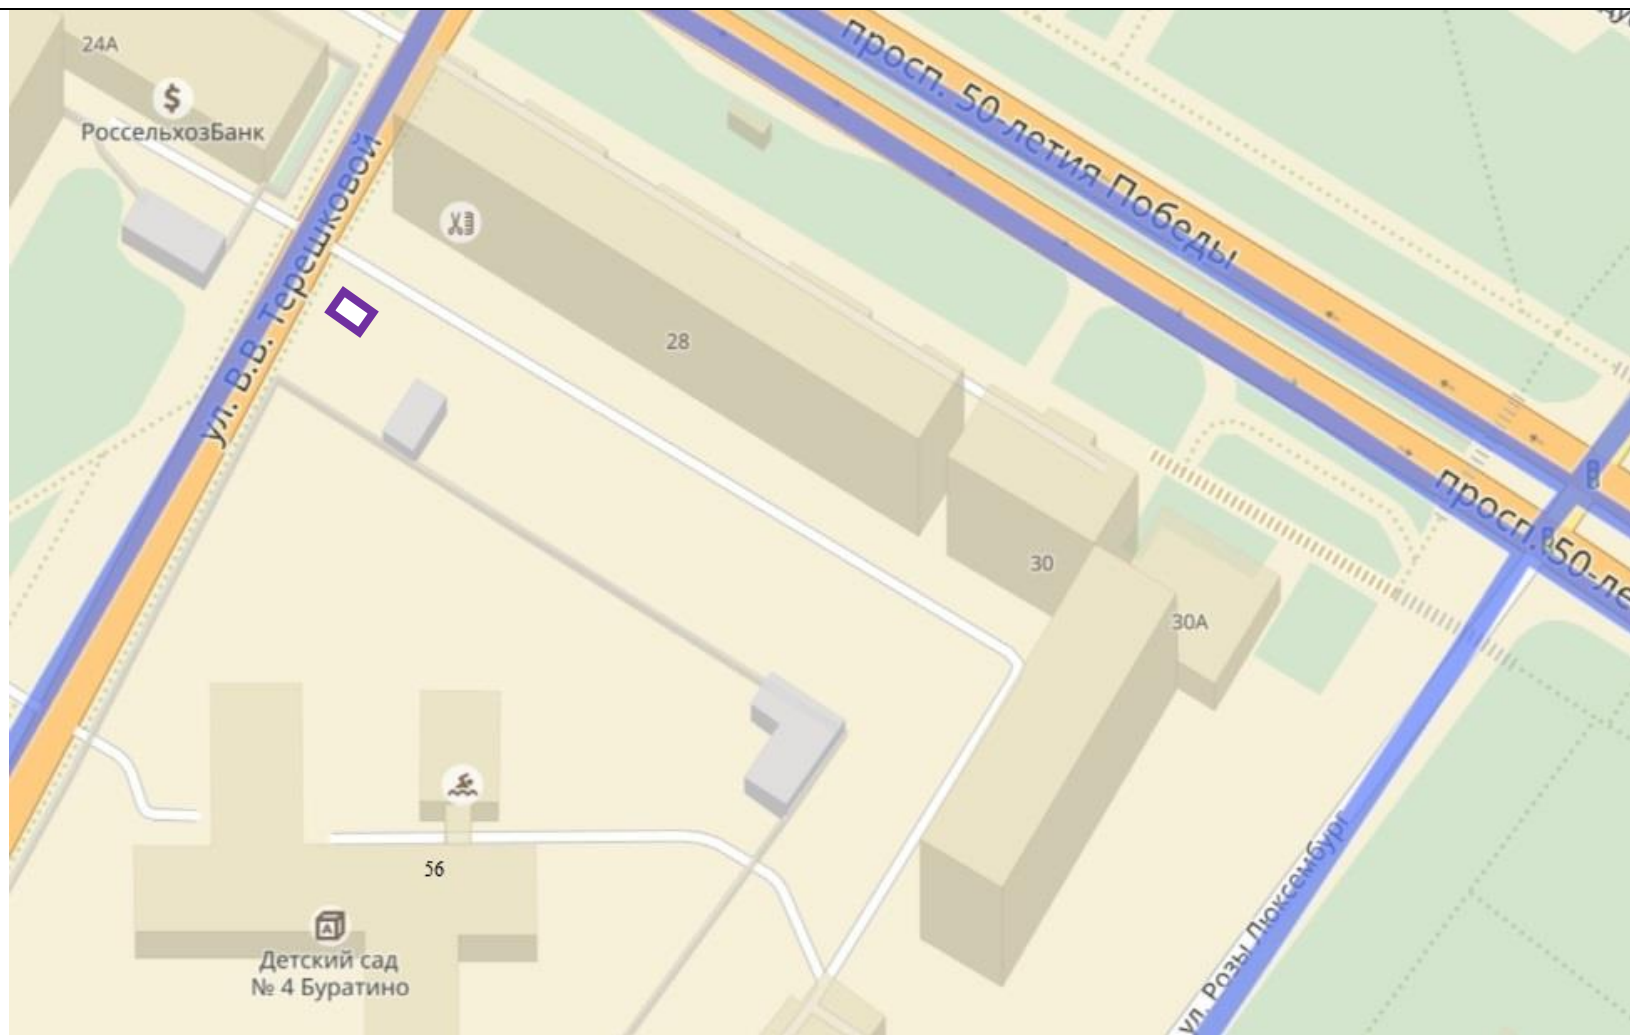 24А
$
РоссельхозБанк
просп. 50-летия Победы
ул. В.В. Терешковой
28
просп. 50-ле
30
30А
56
Детский сад
№ 4 Буратино
ул. Розы Люксембург